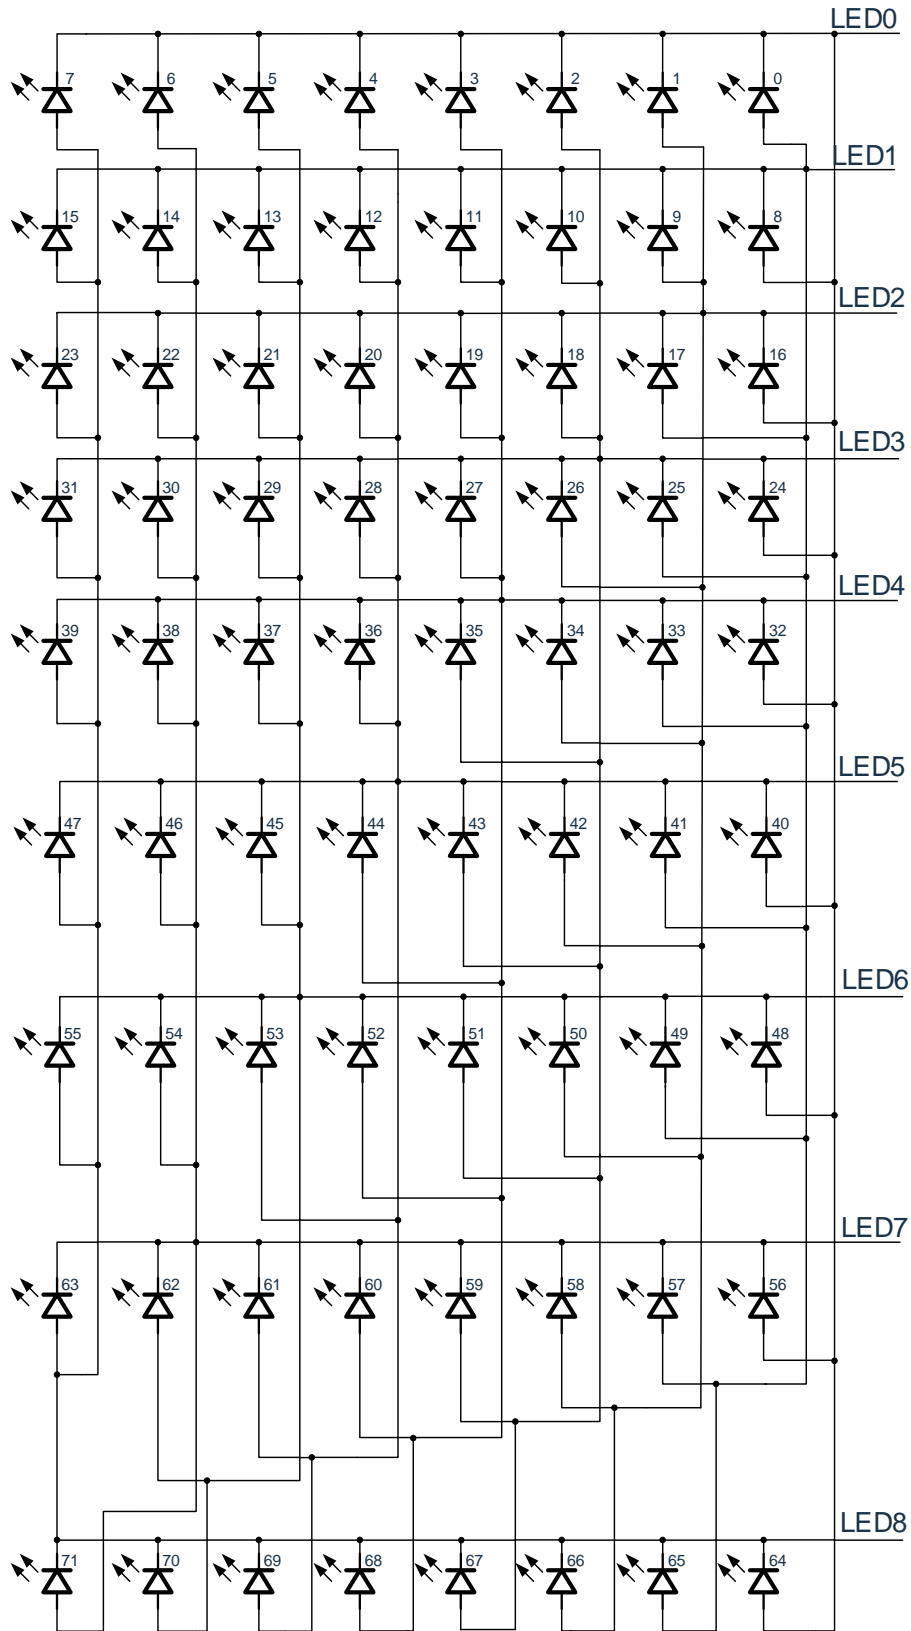 LED0
7 6 5 4 3 2 1 0
LED1
15 14 13 12 11 10 9 8
LED2
23 22 21 20 19 18 17 16
LED3
31 30 29 28 27 26 25 24
LED4
39 38 37 36 35 34 33 32
LED5
47 46 45 44 43 42 41 40
LED6
55 54 53 52 51 50 49 48
LED7
63 62 61 60 59 58 57 56
LED8
71 70 69 68 67 66 65 64